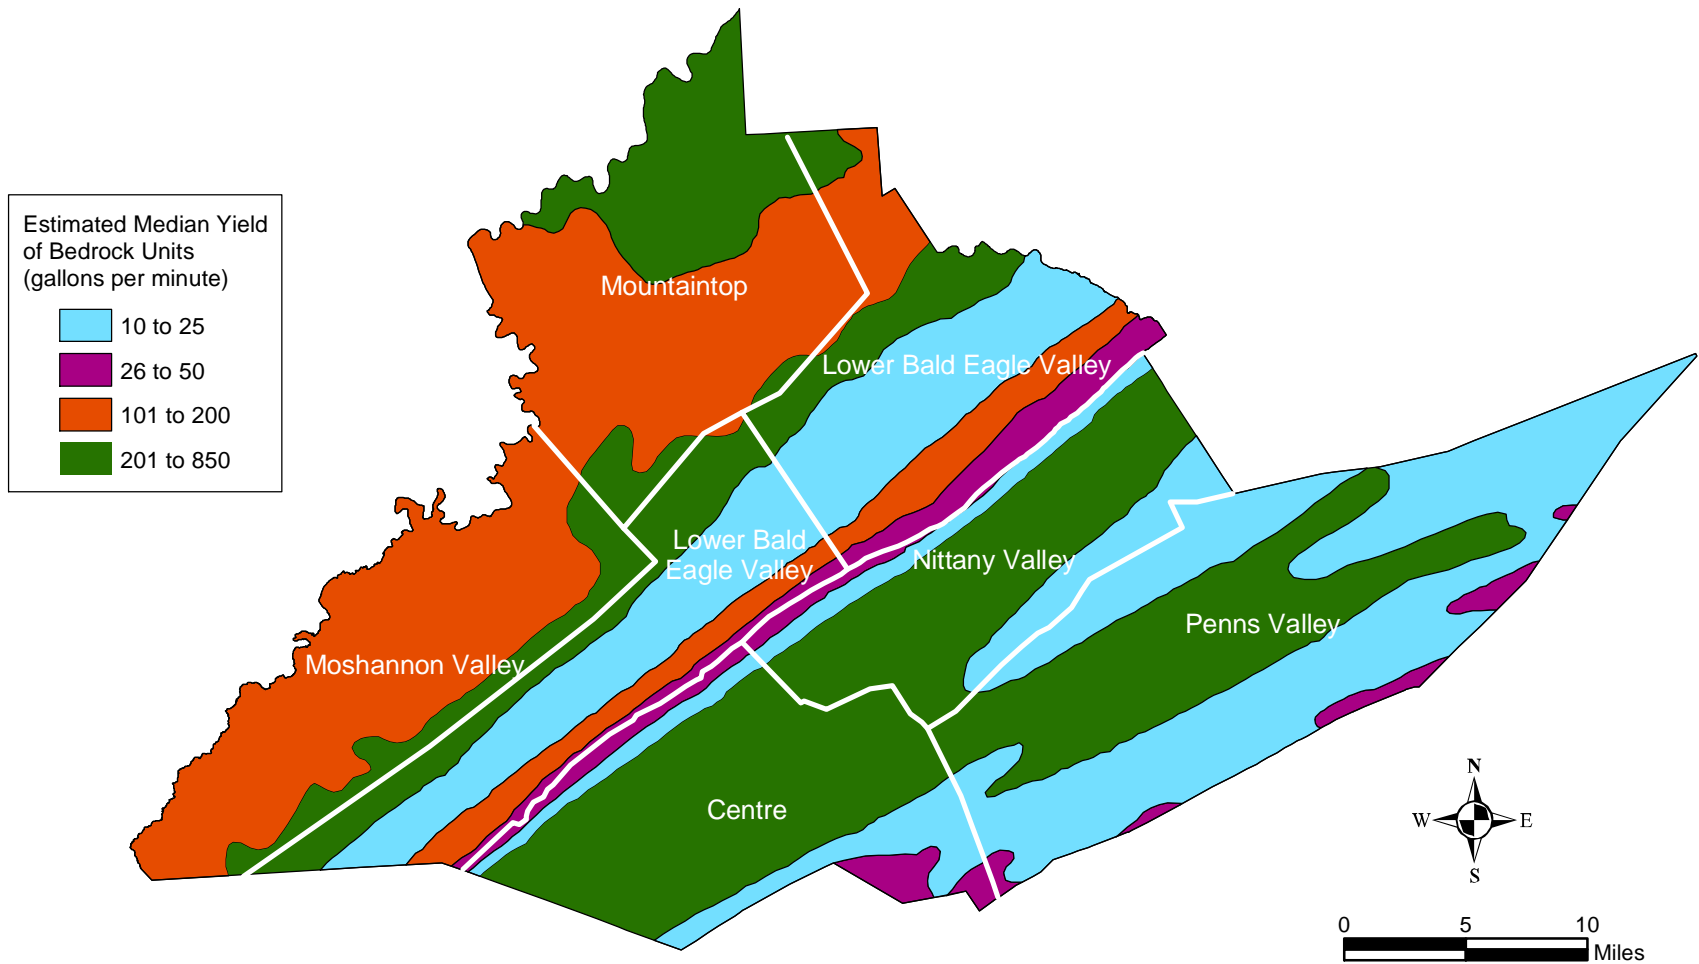 Estimated Median Yield
of Bedrock Units
(gallons per minute)
10 to 25
26 to 50
101 to 200
201 to 850
Mountaintop
Lower Bald Eagle Valley
Lower Bald
Eagle Valley
Nittany Valley
Penns Valley
Moshannon Valley
Centre
N
W
E
S
0 5 10
Miles